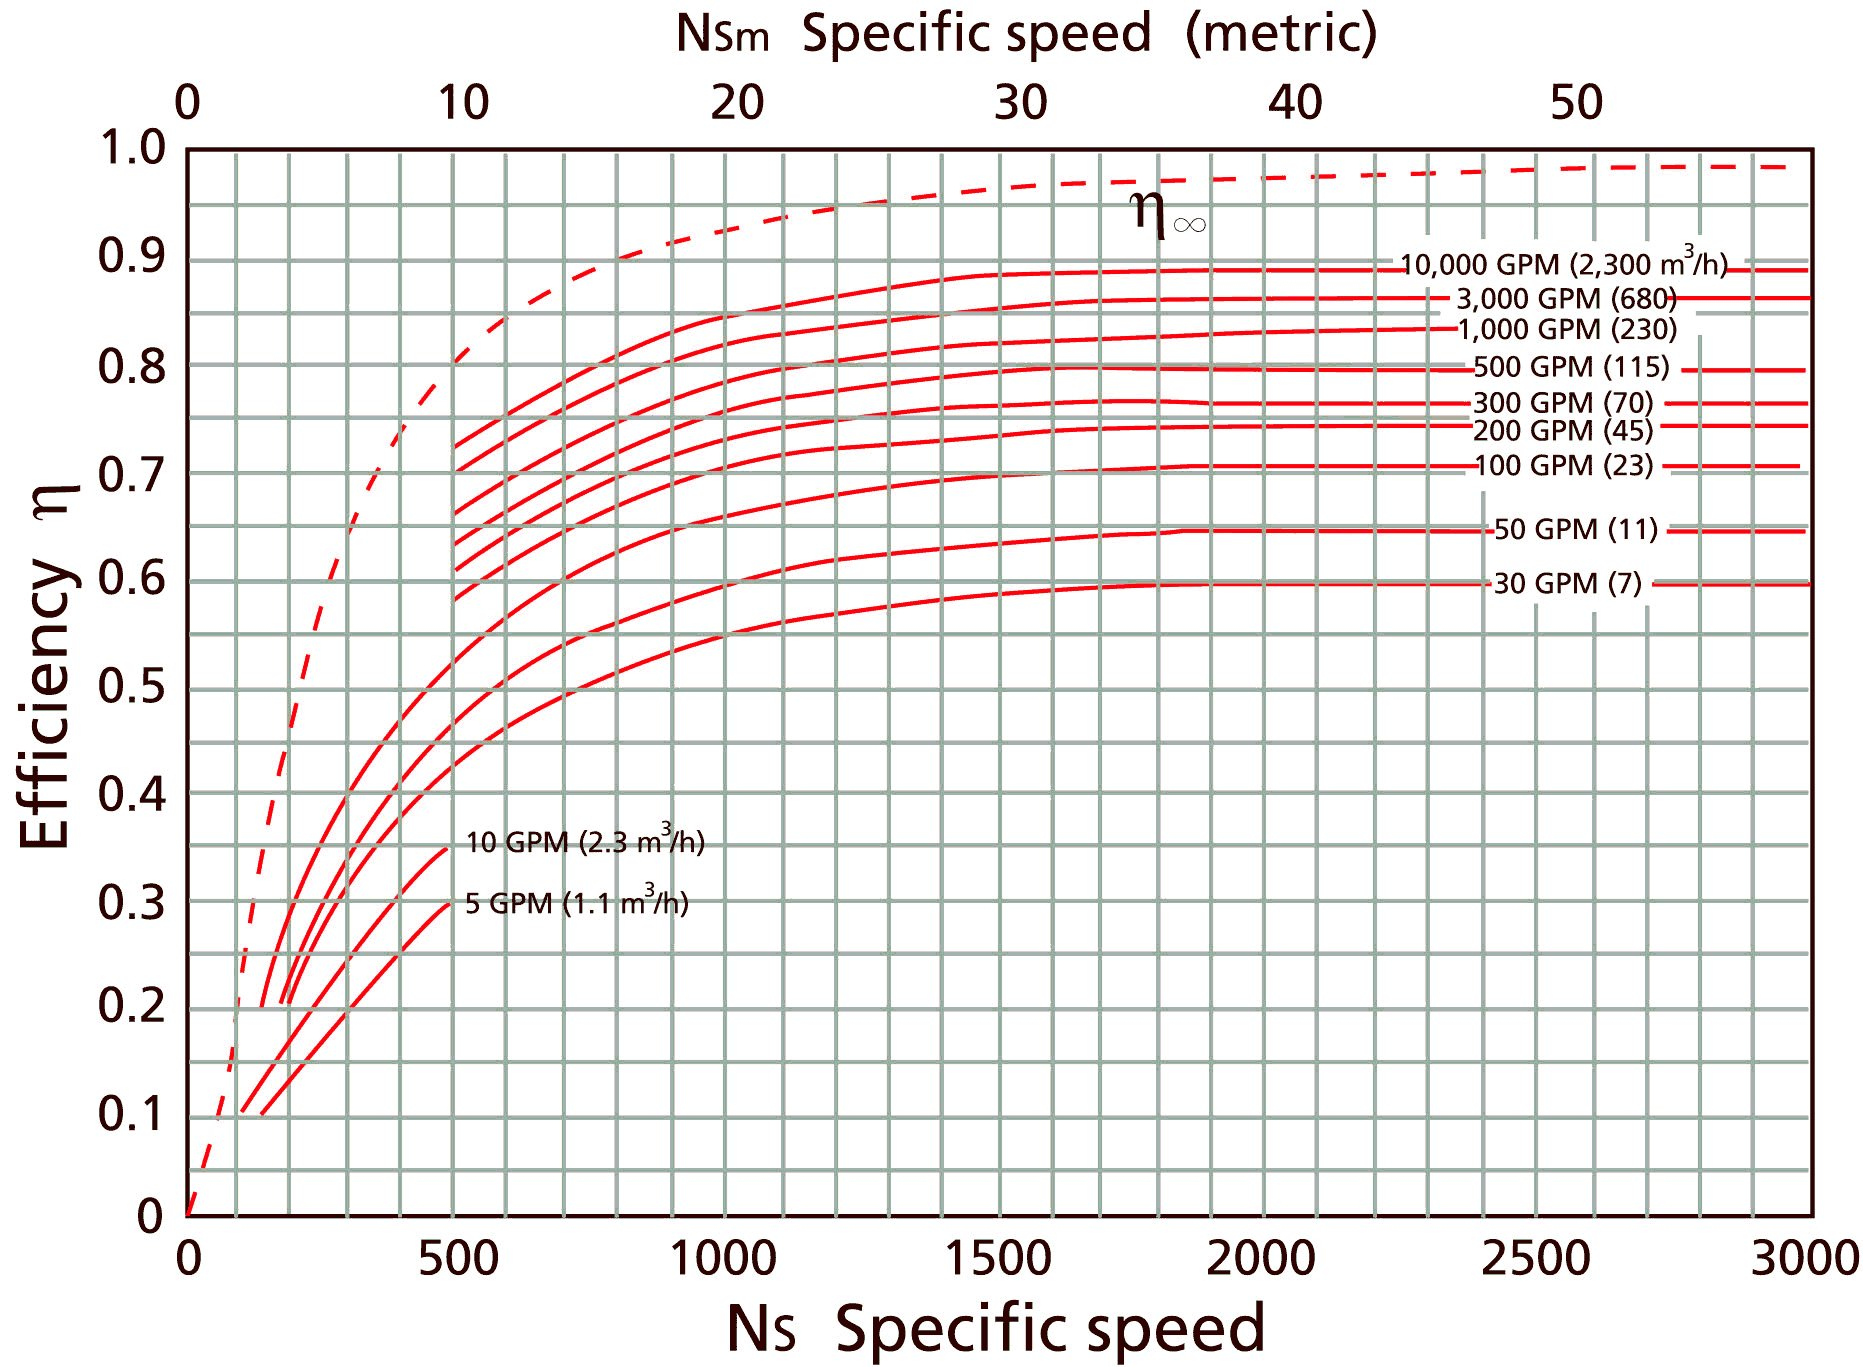 NSm Specific speed (metric)
0 10 20 30 40 50
1.0
0.9
0.8
0.7
0.6
0.5
0.4
0.3
0.2
0.1
0
Efficiency η
η∞
10,000 GPM (2,300 m³/h)
3,000 GPM (680)
1,000 GPM (230)
500 GPM (115)
300 GPM (70)
200 GPM (45)
100 GPM (23)
50 GPM (11)
30 GPM (7)
10 GPM (2.3 m³/h)
5 GPM (1.1 m³/h)
0 500 1000 1500 2000 2500 3000
NS Specific speed